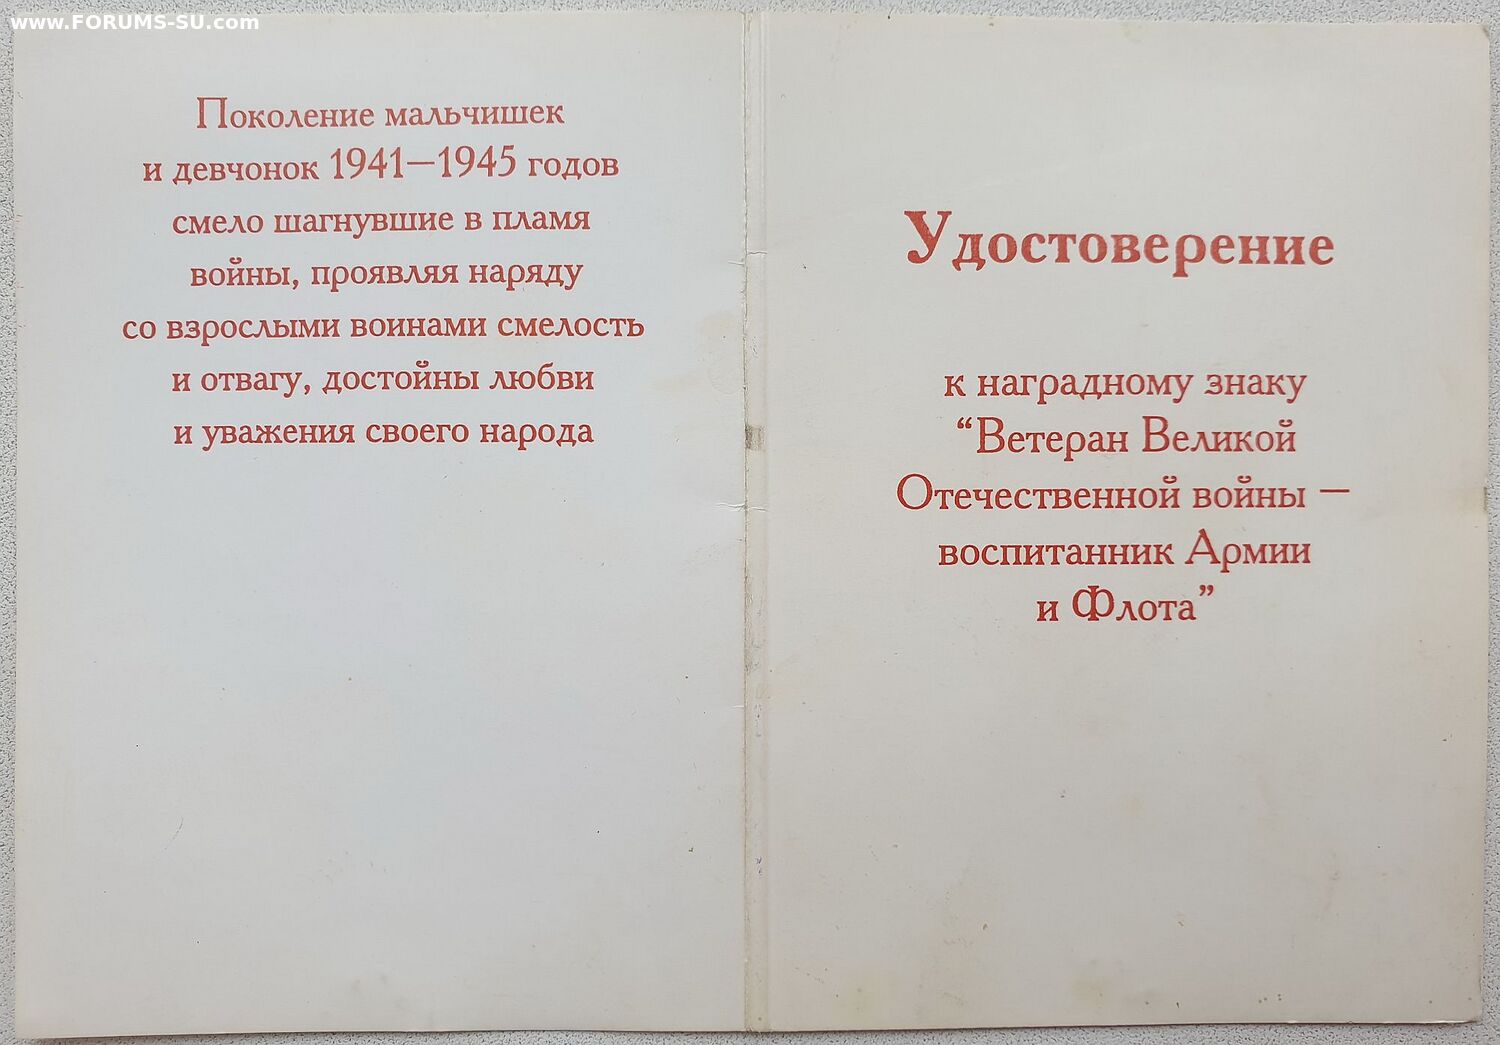 www.FORUMS-SU.com
Поколение мальчишек
и девчонок 1941—1945 годов
смело шагнувшие в пламя
войны, проявляя наряду
со взрослыми воинами смелость
и отвагу, достойны любви
и уважения своего народа
Удостоверение
к наградному знаку
“Ветеран Великой
Отечественной войны —
воспитанник Армии
и Флота”